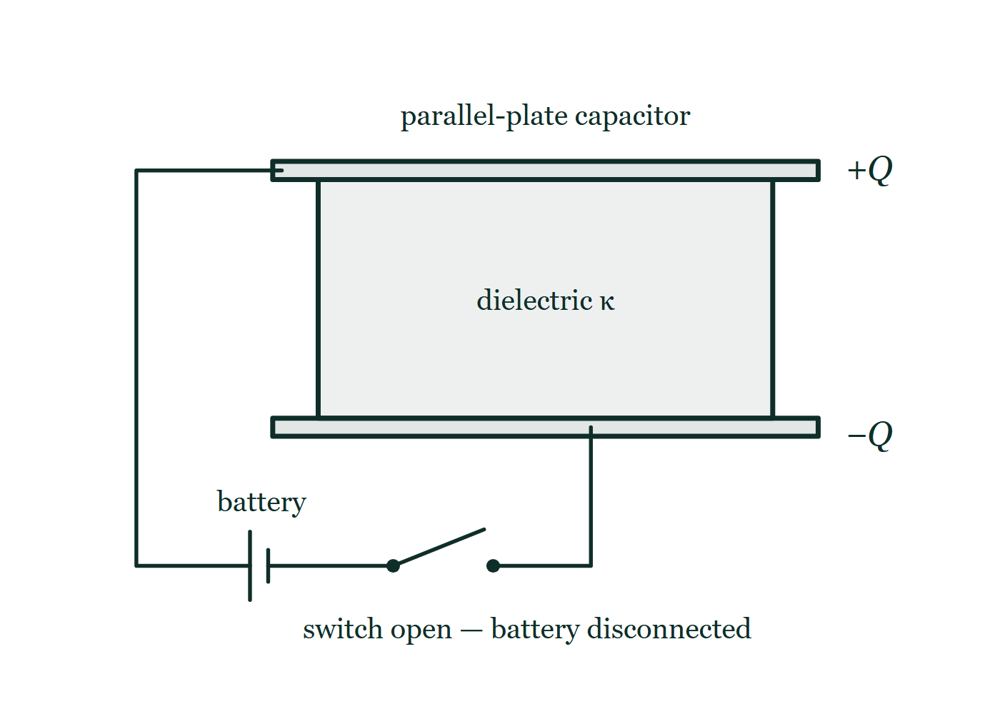 parallel-plate capacitor
+Q
dielectric κ
−Q
battery
switch open — battery disconnected